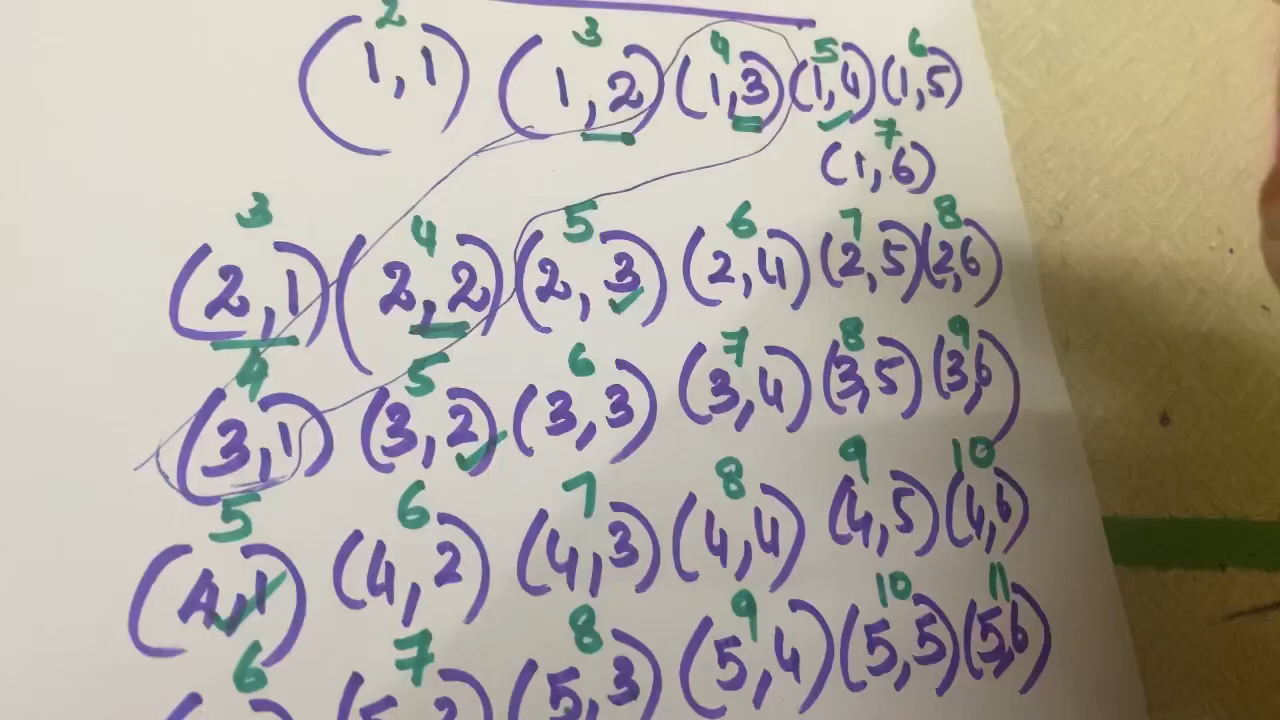 2 3 4 5 6
(1,1) (1,2) (1,3) (1,4) (1,5)
7
(1,6)
3 4 5 6 7 8
(2,1) (2,2) (2,3) (2,4) (2,5) (2,6)
4 5 6 7 8 9
(3,1) (3,2) (3,3) (3,4) (3,5) (3,6)
5 6 7 8 9 10
(4,1) (4,2) (4,3) (4,4) (4,5) (4,6)
6 7 8 9 10 11
(5,3) (5,4) (5,5) (5,6)